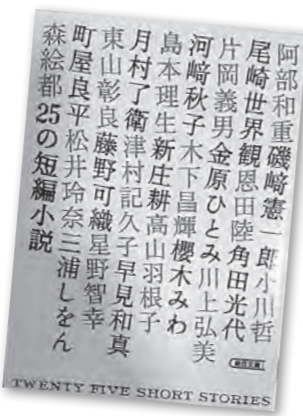 阿部和重磯﨑憲一郎小川哲
尾崎世界観恩田陸角田光代
片岡義男金原ひとみ川上弘美
河﨑秋子木下昌輝櫻木みわ
島本理生新庄耕高山羽根子
月村了衛津村記久子早見和真
東山彰良藤野可織星野智幸
町屋良平松井玲奈三浦しをん
森絵都25の短編小説
朝日文庫
TWENTY FIVE SHORT STORIES